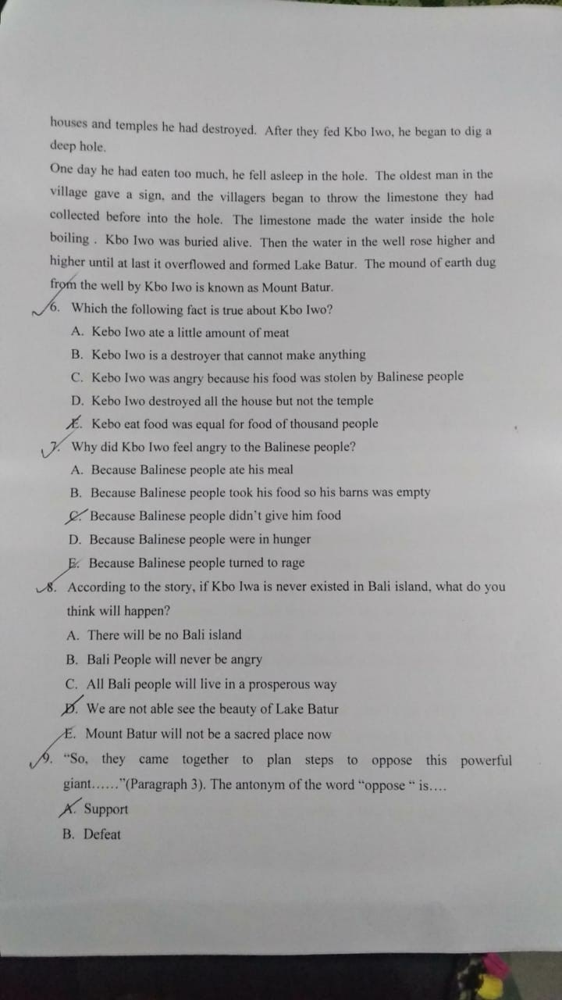 houses and temples he had destroyed. After they fed Kbo Iwo, he began to dig a
deep hole.
One day he had eaten too much, he fell asleep in the hole. The oldest man in the
village gave a sign, and the villagers began to throw the limestone they had
collected before into the hole. The limestone made the water inside the hole
boiling . Kbo Iwo was buried alive. Then the water in the well rose higher and
higher until at last it overflowed and formed Lake Batur. The mound of earth dug
from the well by Kbo Iwo is known as Mount Batur.
6. Which the following fact is true about Kbo Iwo?
A. Kebo Iwo ate a little amount of meat
B. Kebo Iwo is a destroyer that cannot make anything
C. Kebo Iwo was angry because his food was stolen by Balinese people
D. Kebo Iwo destroyed all the house but not the temple
E. Kebo eat food was equal for food of thousand people
7. Why did Kbo Iwo feel angry to the Balinese people?
A. Because Balinese people ate his meal
B. Because Balinese people took his food so his barns was empty
C. Because Balinese people didn't give him food
D. Because Balinese people were in hunger
E. Because Balinese people turned to rage
8. According to the story, if Kbo Iwa is never existed in Bali island, what do you
think will happen?
A. There will be no Bali island
B. Bali People will never be angry
C. All Bali people will live in a prosperous way
D. We are not able see the beauty of Lake Batur
E. Mount Batur will not be a sacred place now
9. “So, they came together to plan steps to oppose this powerful
giant……”(Paragraph 3). The antonym of the word “oppose “ is….
A. Support
B. Defeat